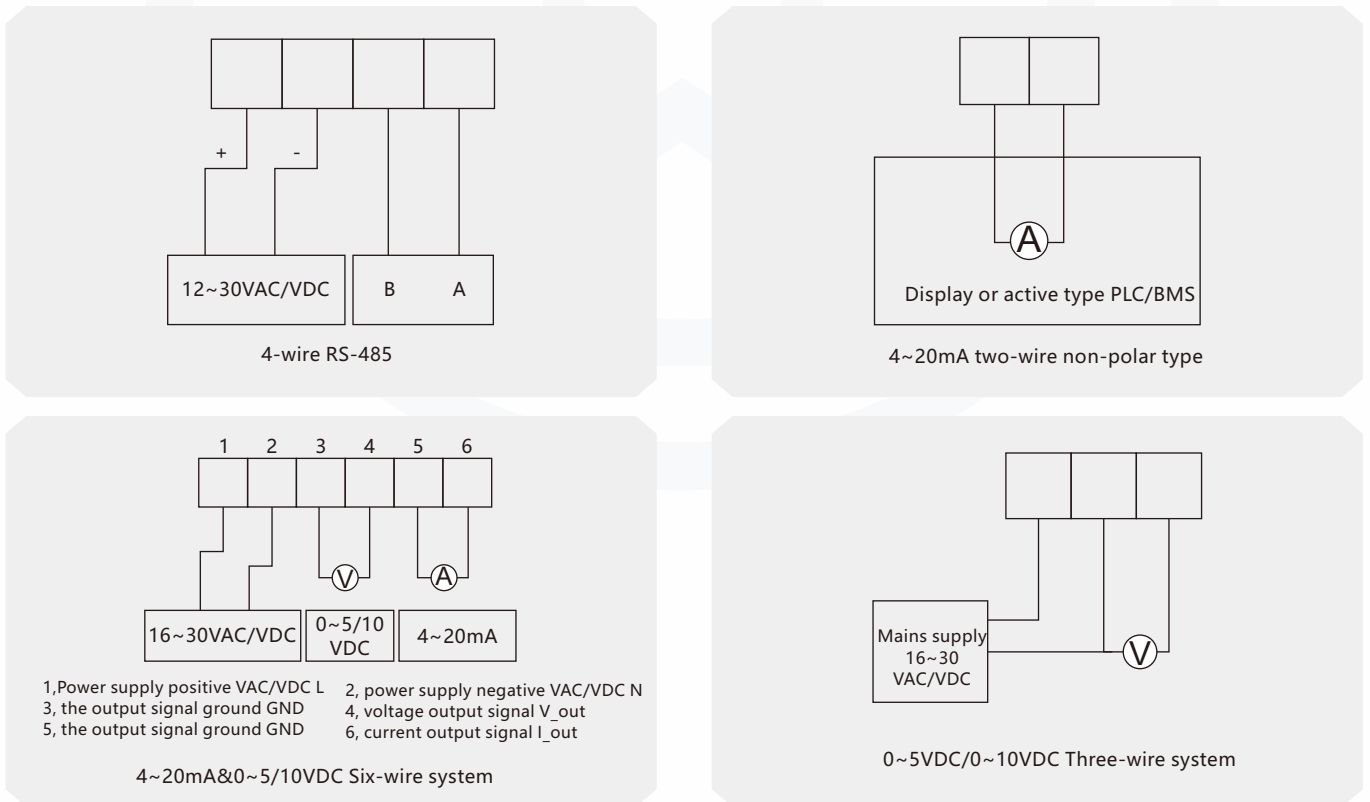 + -
12~30VAC/VDC
B A
4-wire RS-485
A
Display or active type PLC/BMS
4~20mA two-wire non-polar type
1 2 3 4 5 6
V
A
16~30VAC/VDC
0~5/10
VDC
4~20mA
1,Power supply positive VAC/VDC L
2, power supply negative VAC/VDC N
3, the output signal ground GND
4, voltage output signal V_out
5, the output signal ground GND
6, current output signal I_out
4~20mA&0~5/10VDC Six-wire system
Mains supply
16~30
VAC/VDC
V
0~5VDC/0~10VDC Three-wire system